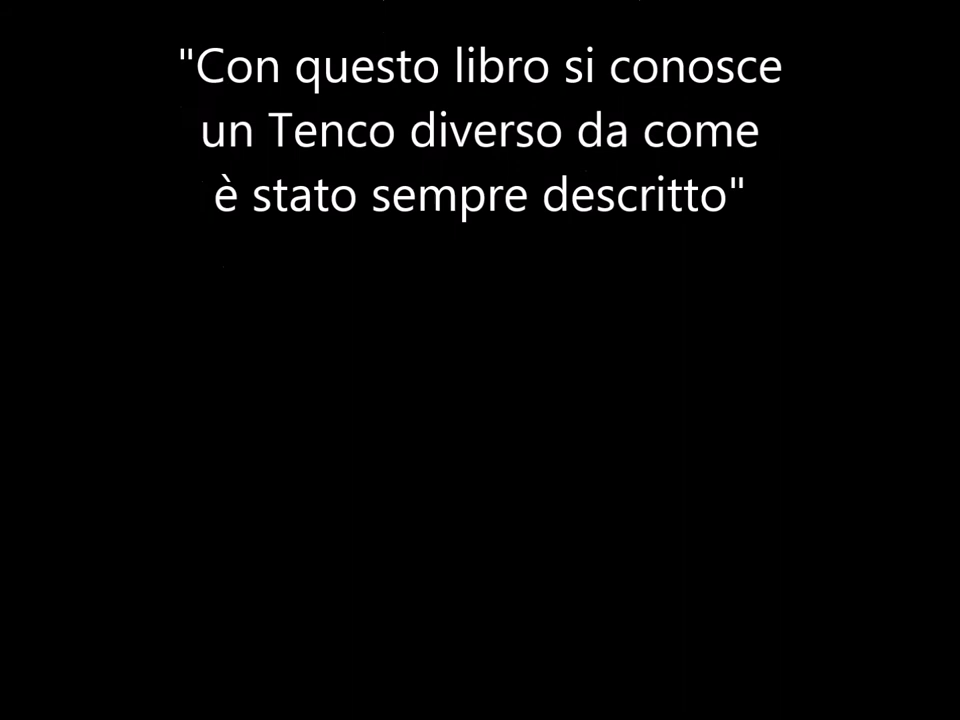 "Con questo libro si conosce
un Tenco diverso da come
è stato sempre descritto"